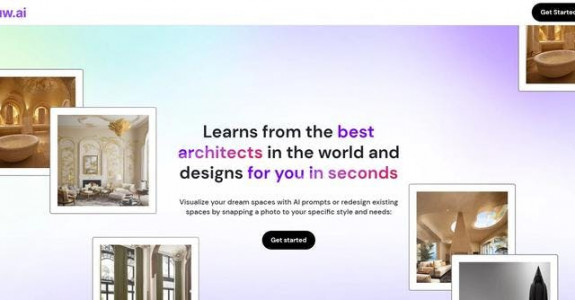 w.ai
Get Started
Learns from the best
architects in the world and
designs for you in seconds
Visualize your dream spaces with AI prompts or redesign existing
spaces by snapping a photo to your specific style and needs:
Get started